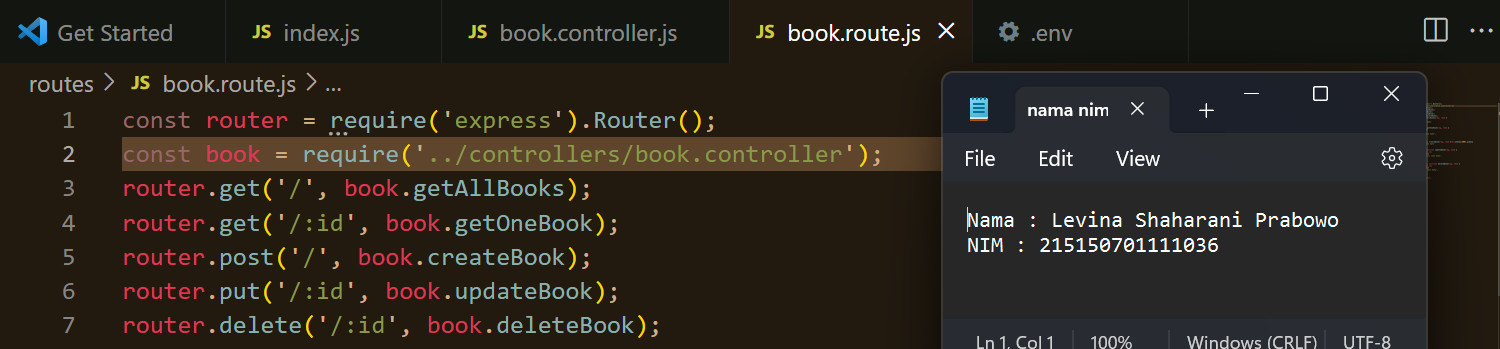 Get Started
JS index.js
JS book.controller.js
JS book.route.js
.env
routes > JS book.route.js > ...
1 const router = require('express').Router();
2 const book = require('../controllers/book.controller');
3 router.get('/', book.getAllBooks);
4 router.get('/:id', book.getOneBook);
5 router.post('/', book.createBook);
6 router.put('/:id', book.updateBook);
7 router.delete('/:id', book.deleteBook);
nama nim
File Edit View
Nama : Levina Shaharani Prabowo
NIM : 215150701111036
Ln 1, Col 1 100% Windows (CRLF) UTF-8